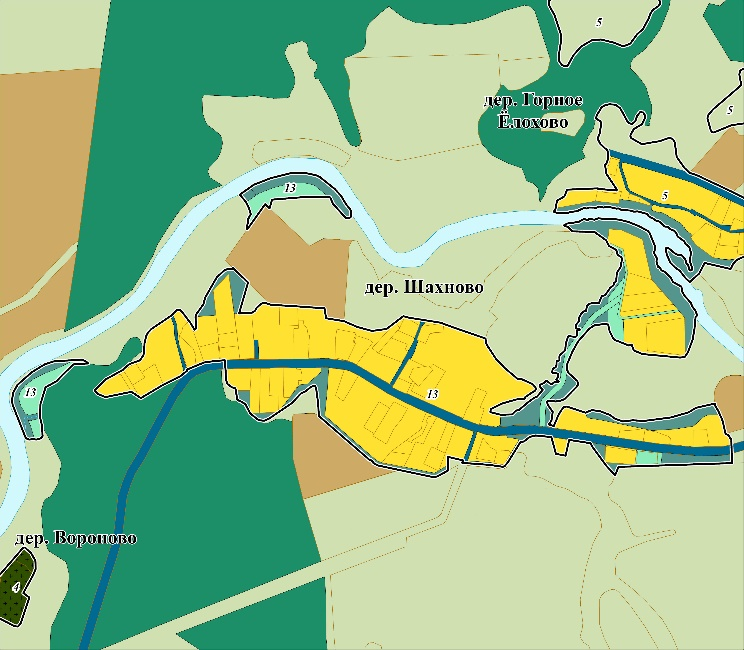 5
дер. Горное
Ёлохово
5
13
5
дер. Шахново
13
13
дер. Вороново
4